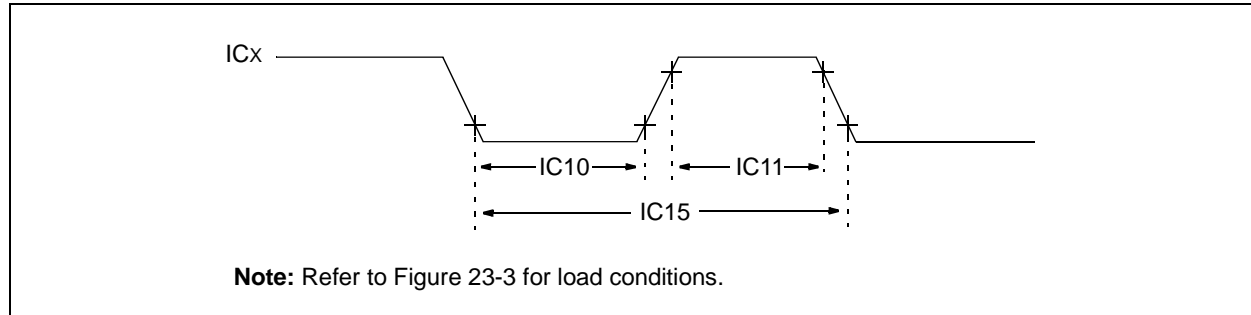 ICX
IC10
IC11
IC15
Note: Refer to Figure 23-3 for load conditions.